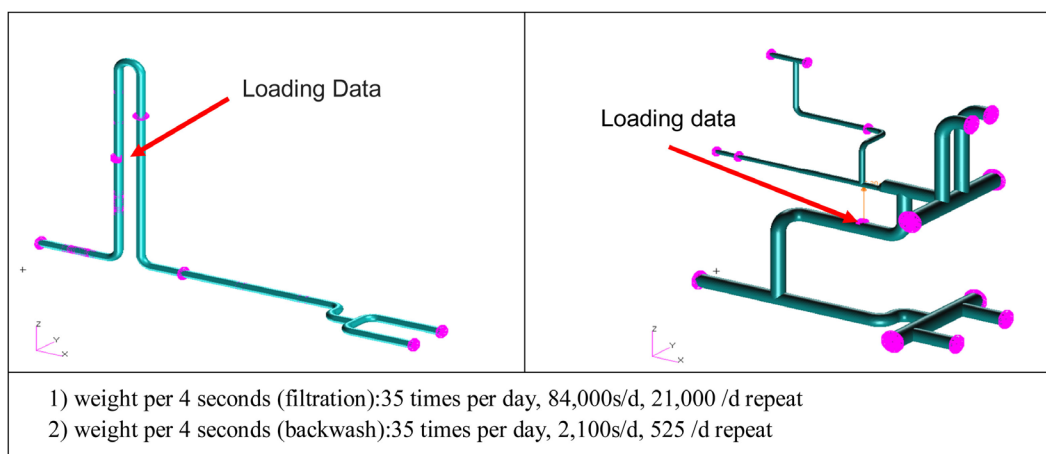 Loading Data
Z
Y
X
Loading data
Z
Y
X
1) weight per 4 seconds (filtration):35 times per day, 84,000s/d, 21,000 /d repeat
2) weight per 4 seconds (backwash):35 times per day, 2,100s/d, 525 /d repeat